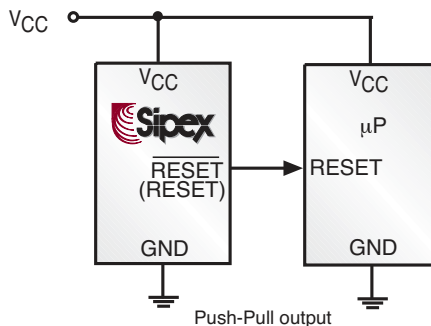 VCC
VCC
VCC
Sipex
μP
RESET
RESET
(RESET)
GND
GND
Push-Pull output